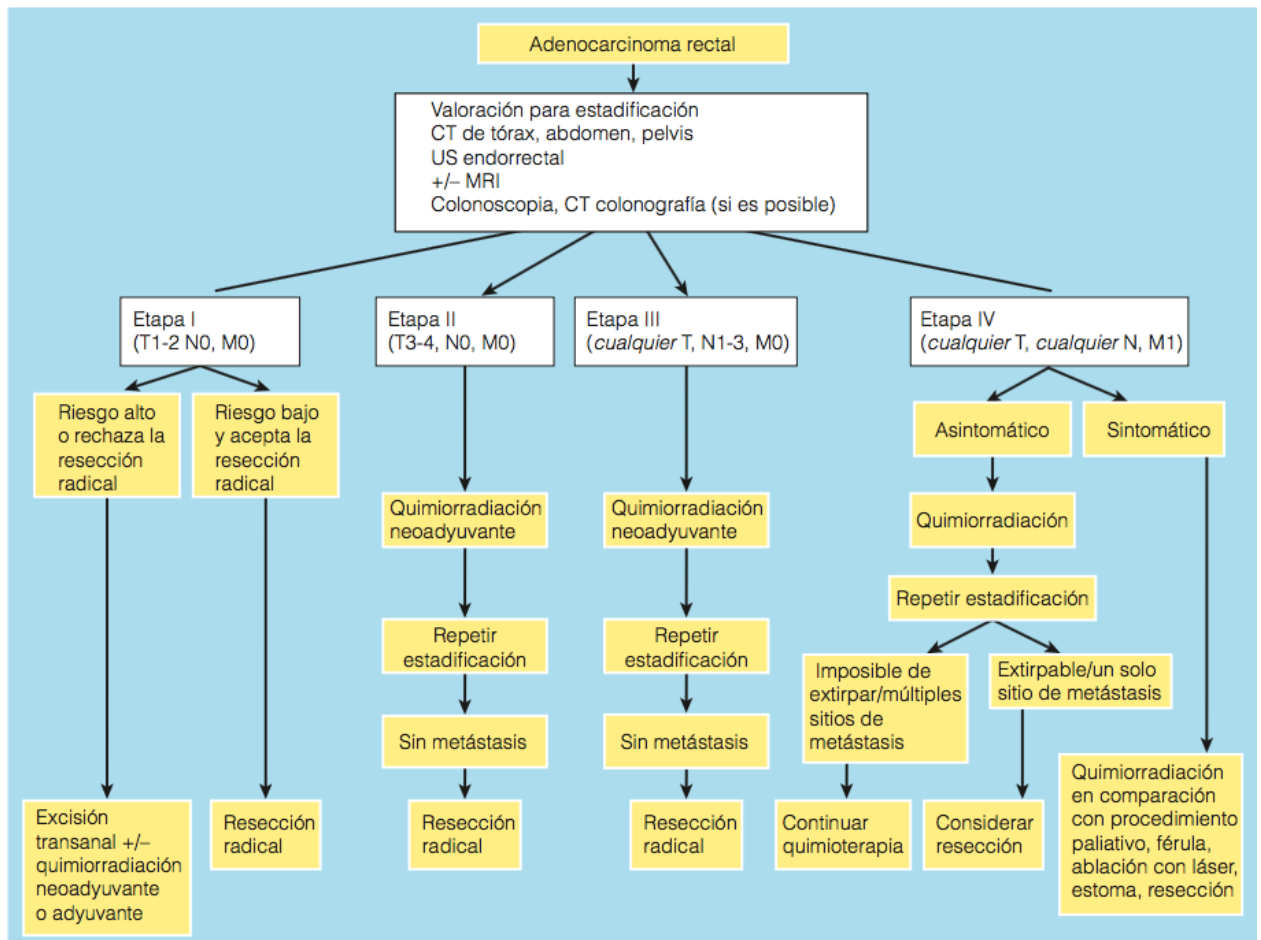 Adenocarcinoma rectal
Valoración para estadificación
CT de tórax, abdomen, pelvis
US endorrectal
+/– MRI
Colonoscopia, CT colonografía (si es posible)
Etapa I
(T1-2 N0, M0)
Etapa II
(T3-4, N0, M0)
Etapa III
(cualquier T, N1-3, M0)
Etapa IV
(cualquier T, cualquier N, M1)
Riesgo alto
o rechaza la
resección
radical
Riesgo bajo
y acepta la
resección
radical
Asintomático
Sintomático
Quimiorradiación
neoadyuvante
Quimiorradiación
neoadyuvante
Quimiorradiación
Repetir estadificación
Repetir
estadificación
Repetir
estadificación
Imposible de
extirpar/múltiples
sitios de
metástasis
Extirpable/un solo
sitio de metástasis
Sin metástasis
Sin metástasis
Excisión
transanal +/–
quimiorradiación
neoadyuvante
o adyuvante
Resección
radical
Resección
radical
Resección
radical
Continuar
quimioterapia
Considerar
resección
Quimiorradiación
en comparación
con procedimiento
paliativo, férula,
ablación con láser,
estoma, resección